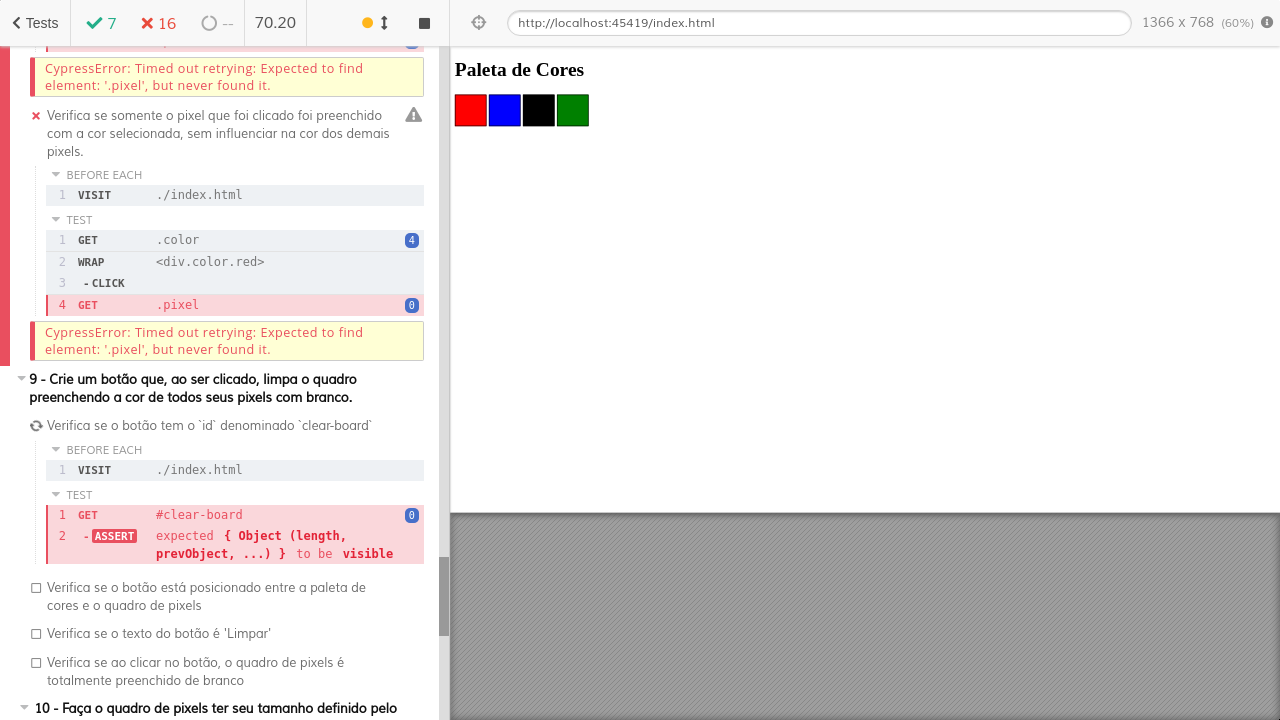 Tests
7
16
--
70.20
http://localhost:45419/index.html
1366 x 768 (60%)
CypressError: Timed out retrying: Expected to find
element: '.pixel', but never found it.
Verifica se somente o pixel que foi clicado foi preenchido
com a cor selecionada, sem influenciar na cor dos demais
pixels.
BEFORE EACH
1 VISIT ./index.html
TEST
1 GET .color 4
2 WRAP <div.color.red>
3 -CLICK
4 GET .pixel 0
CypressError: Timed out retrying: Expected to find
element: '.pixel', but never found it.
9 - Crie um botão que, ao ser clicado, limpa o quadro
preenchendo a cor de todos seus pixels com branco.
Verifica se o botão tem o `id` denominado `clear-board`
BEFORE EACH
1 VISIT ./index.html
TEST
1 GET #clear-board 0
2 -ASSERT expected { Object (length,
prevObject, ...) } to be visible
Verifica se o botão está posicionado entre a paleta de
cores e o quadro de pixels
Verifica se o texto do botão é 'Limpar'
Verifica se ao clicar no botão, o quadro de pixels é
totalmente preenchido de branco
10 - Faça o quadro de pixels ter seu tamanho definido pelo
Paleta de Cores